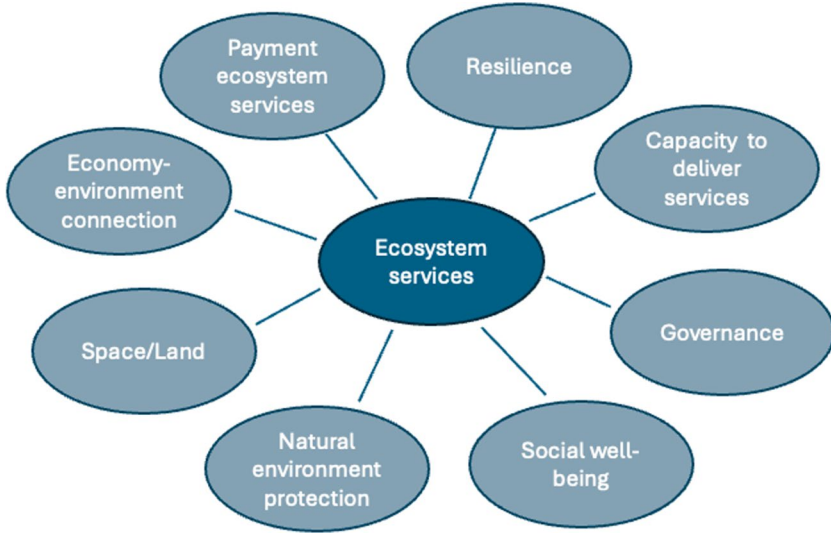 Payment
ecosystem
services
Resilience
Economy-
environment
connection
Capacity to
deliver
services
Ecosystem
services
Space/Land
Governance
Natural
environment
protection
Social well-
being